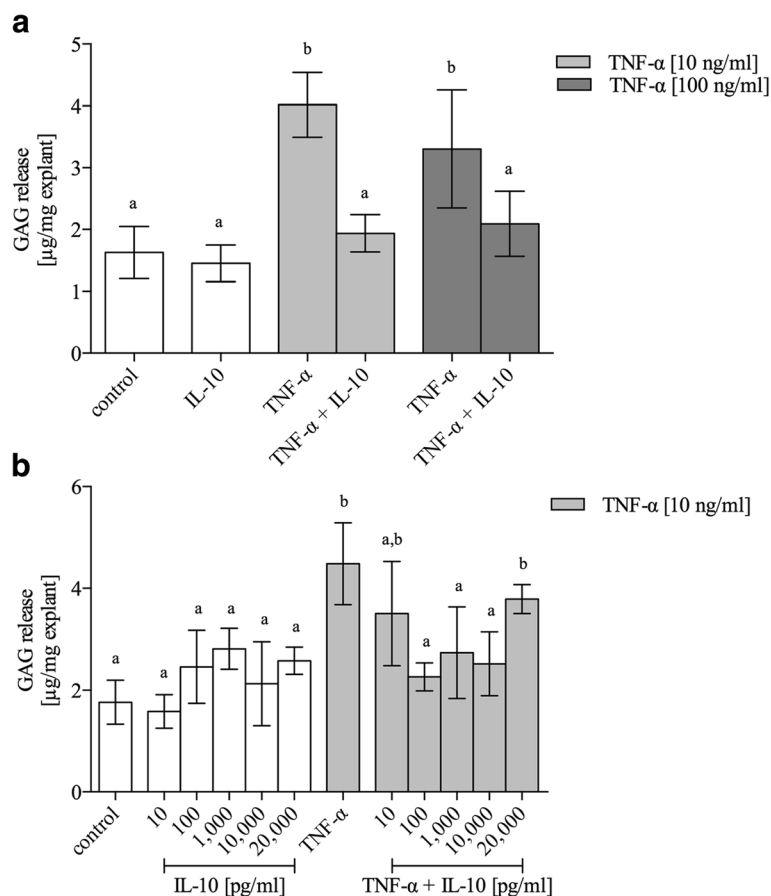 a
GAG release
[µg/mg explant]
5
4
3
2
1
0
a
a
b
a
b
a
TNF-α [10 ng/ml]
TNF-α [100 ng/ml]
control
IL-10
TNF-α
TNF-α + IL-10
TNF-α
TNF-α + IL-10
b
GAG release
[µg/mg explant]
6
4
2
0
a
a
a
a
a
a
b
a,b
a
a
a
b
TNF-α [10 ng/ml]
control
10
100
1,000
10,000
20,000
TNF-α
10
100
1,000
10,000
20,000
IL-10 [pg/ml]
TNF-α + IL-10 [pg/ml]